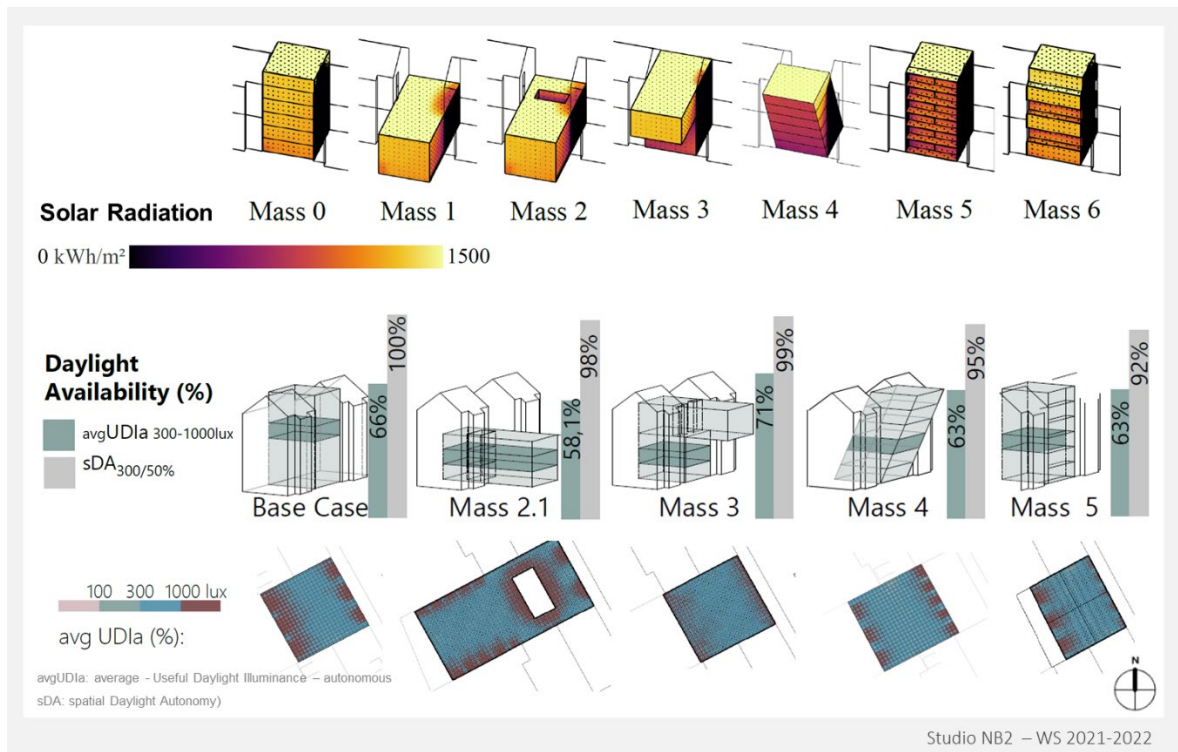 Solar Radiation Mass 0 Mass 1 Mass 2 Mass 3 Mass 4 Mass 5 Mass 6
0 kWh/m² 1500
Daylight
Availability (%)
avgUDIa 300-1000lux
sDA300/50%
66% 100% 58,1% 98% 71% 99% 63% 95% 63% 92%
Base Case Mass 2.1 Mass 3 Mass 4 Mass 5
100 300 1000 lux
avg UDIa (%):
avgUDIa: average - Useful Daylight Illuminance – autonomous
sDA: spatial Daylight Autonomy)
N
Studio NB2 – WS 2021-2022